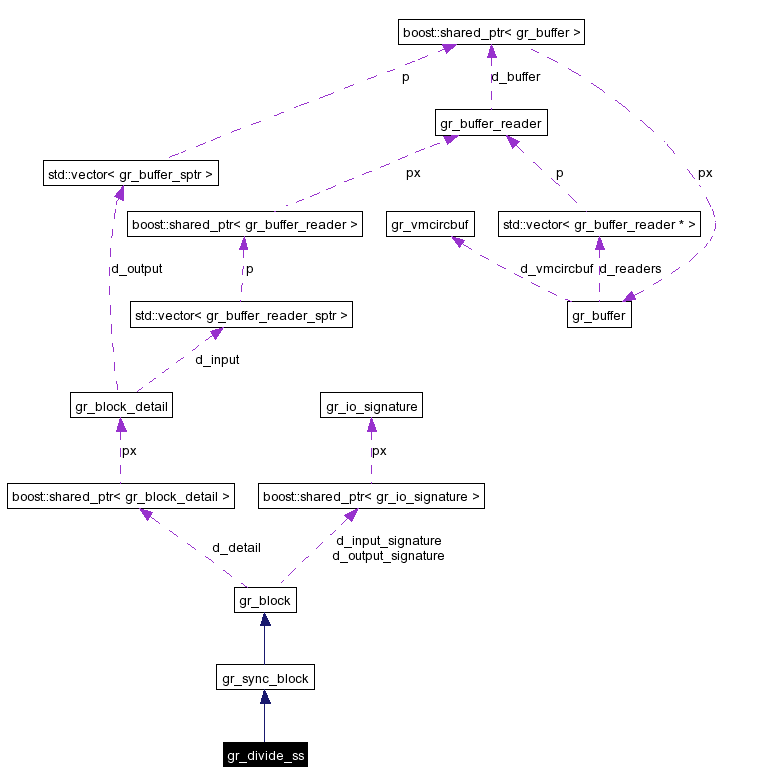 boost::shared_ptr< gr_buffer >
p
d_buffer
gr_buffer_reader
std::vector< gr_buffer_sptr >
px
p
px
boost::shared_ptr< gr_buffer_reader >
gr_vmcircbuf
std::vector< gr_buffer_reader * >
d_output
p
d_vmcircbuf
d_readers
std::vector< gr_buffer_reader_sptr >
gr_buffer
d_input
gr_block_detail
gr_io_signature
px
px
boost::shared_ptr< gr_block_detail >
boost::shared_ptr< gr_io_signature >
d_detail
d_input_signature
d_output_signature
gr_block
gr_sync_block
gr_divide_ss